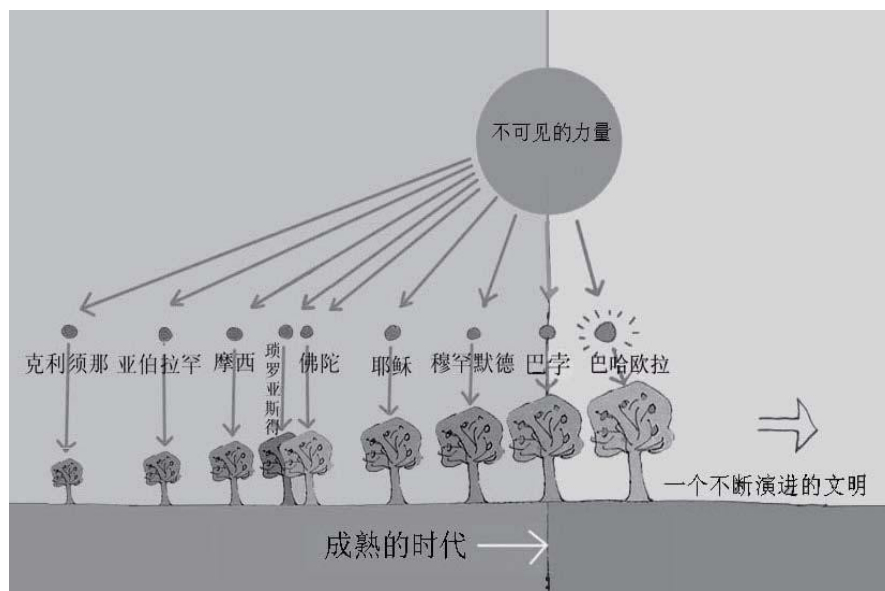 不可见的力量
克利须那
亚伯拉罕
摩西
琐罗亚斯得
佛陀
耶稣
穆罕默德
巴孛
巴哈欧拉
一个不断演进的文明
成熟的时代